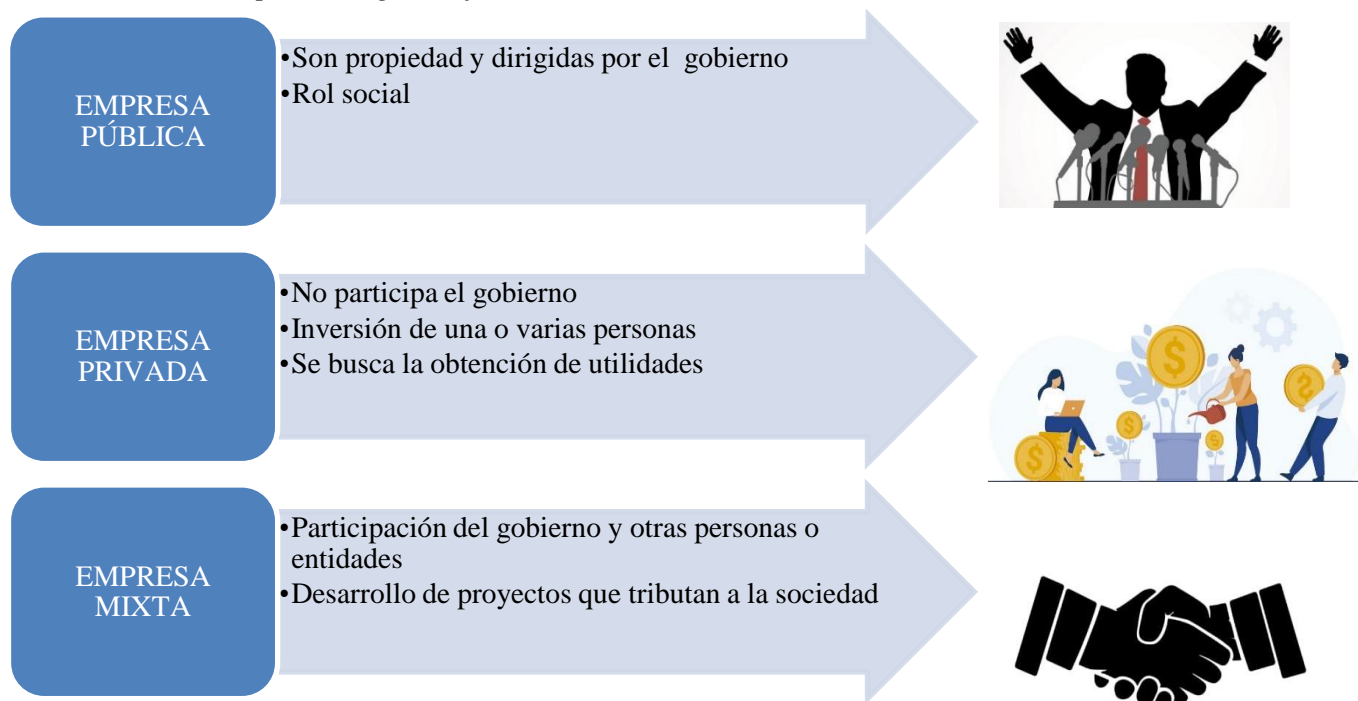 EMPRESA
PÚBLICA
•Son propiedad y dirigidas por el gobierno
•Rol social
EMPRESA
PRIVADA
•No participa el gobierno
•Inversión de una o varias personas
•Se busca la obtención de utilidades
EMPRESA
MIXTA
•Participación del gobierno y otras personas o
entidades
•Desarrollo de proyectos que tributan a la sociedad